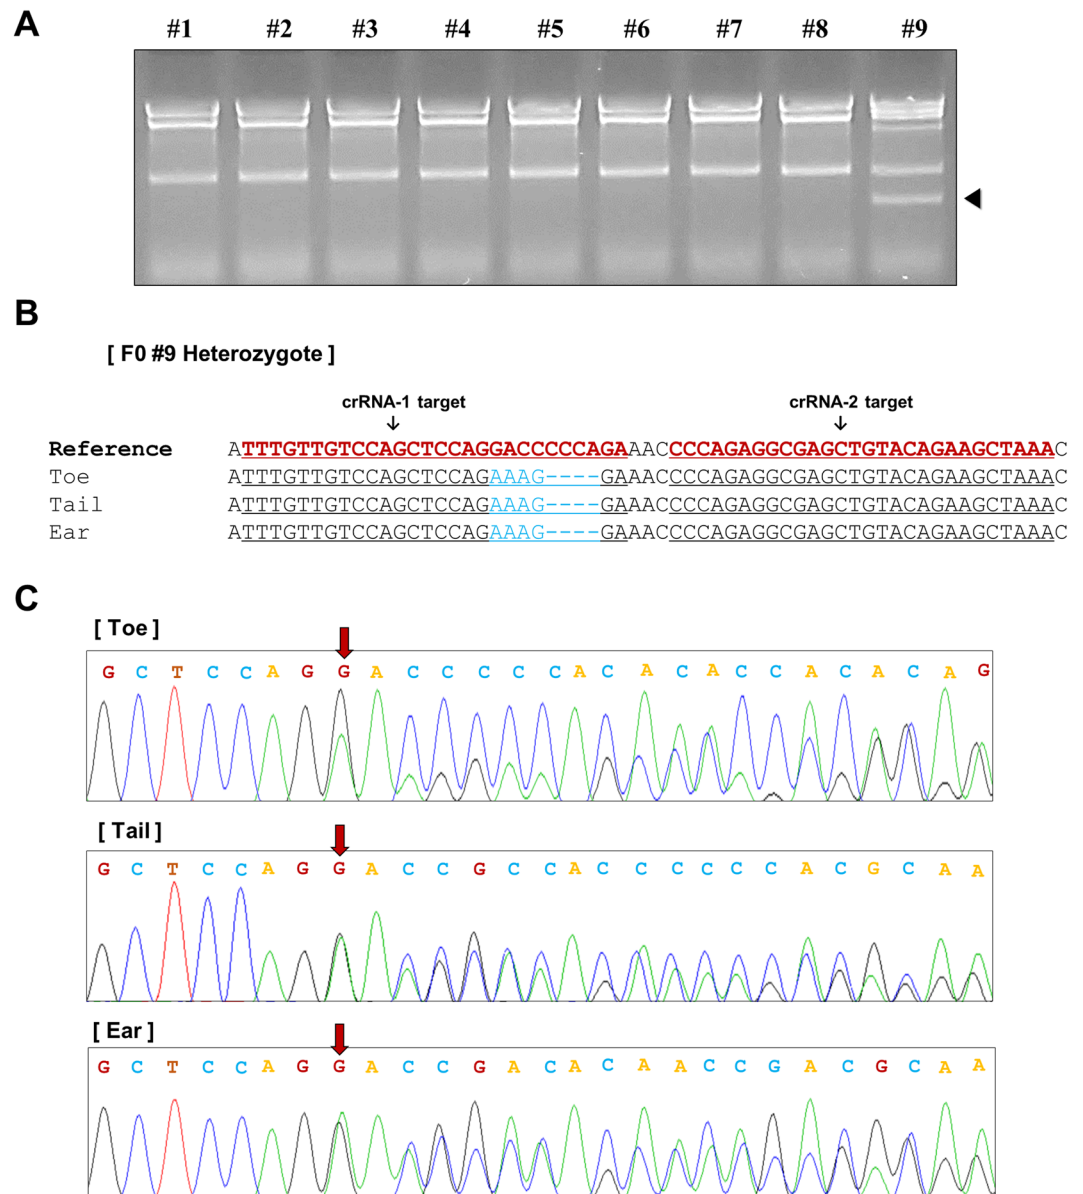 A
#1 #2 #3 #4 #5 #6 #7 #8 #9
B
[ F0 #9 Heterozygote ]
crRNA-1 target crRNA-2 target
Reference ATTTGTTGTCCAGCTCCAGGACCCCCAGAAACCCCAGAGGCGAGCTGTACAGAAGCTAAAC
Toe ATTTGTTGTCCAGCTCCAGAAAG----GAAACCCCAGAGGCGAGCTGTACAGAAGCTAAAC
Tail ATTTGTTGTCCAGCTCCAGAAAG----GAAACCCCAGAGGCGAGCTGTACAGAAGCTAAAC
Ear ATTTGTTGTCCAGCTCCAGAAAG----GAAACCCCAGAGGCGAGCTGTACAGAAGCTAAAC
C
[ Toe ]
G C T C C A G G A C C C C C A C A C A C C A C A C A G
[ Tail ]
G C T C C A G G A C C G C C A C C C C C C A C G C A A
[ Ear ]
G C T C C A G G A C C G A C A C A A C C G A C G C A A